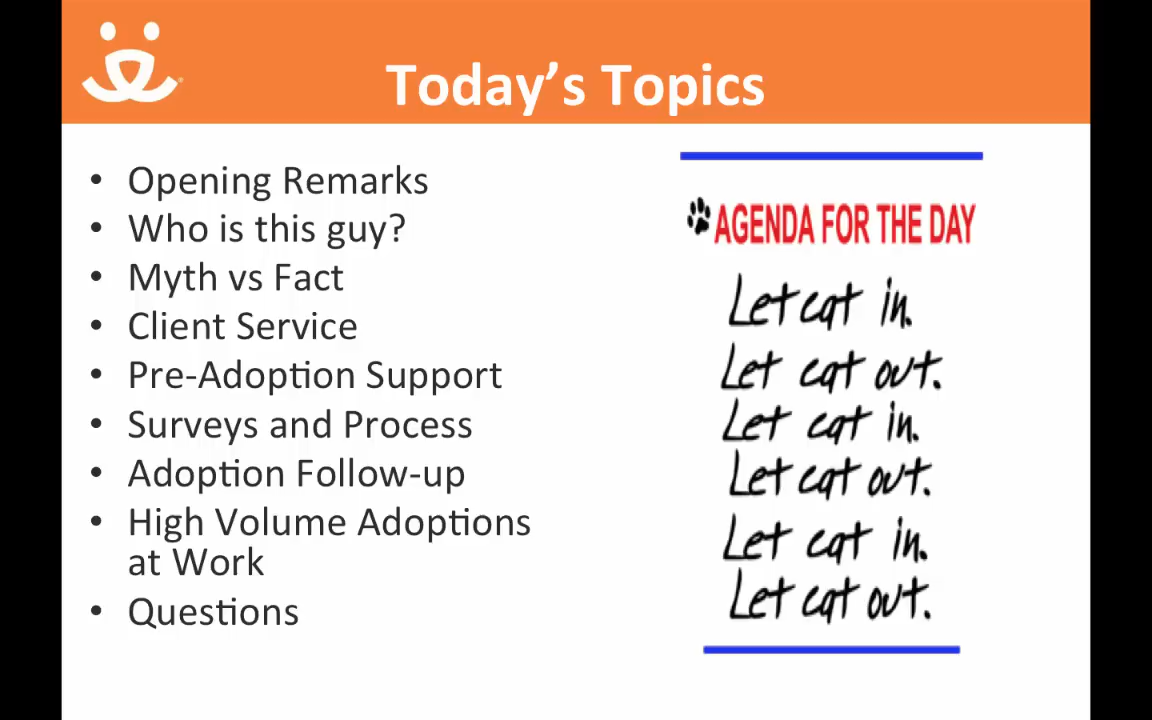 Today's Topics
• Opening Remarks
• Who is this guy?
• Myth vs Fact
• Client Service
• Pre-Adoption Support
• Surveys and Process
• Adoption Follow-up
• High Volume Adoptions
at Work
• Questions
AGENDA FOR THE DAY
Let cat in.
Let cat out.
Let cat in.
Let cat out.
Let cat in.
Let cat out.